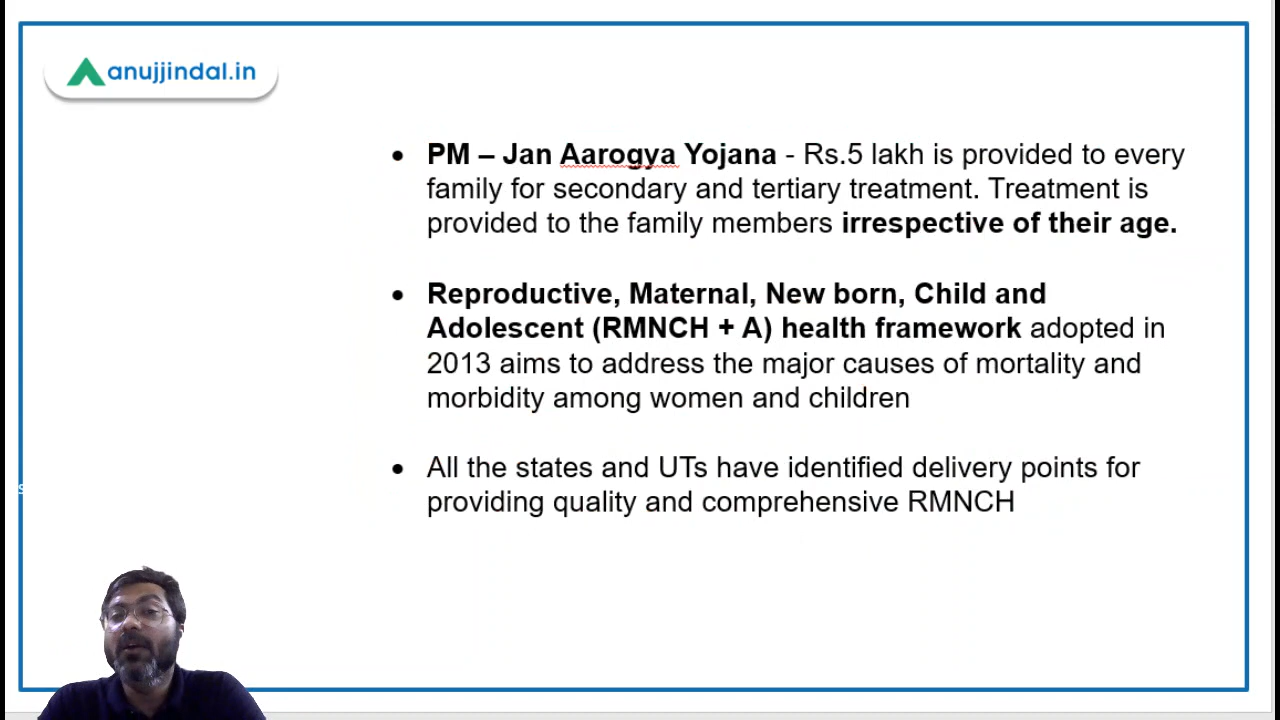 anujjindal.in
• PM – Jan Aarogya Yojana - Rs.5 lakh is provided to every
family for secondary and tertiary treatment. Treatment is
provided to the family members irrespective of their age.
• Reproductive, Maternal, New born, Child and
Adolescent (RMNCH + A) health framework adopted in
2013 aims to address the major causes of mortality and
morbidity among women and children
• All the states and UTs have identified delivery points for
providing quality and comprehensive RMNCH